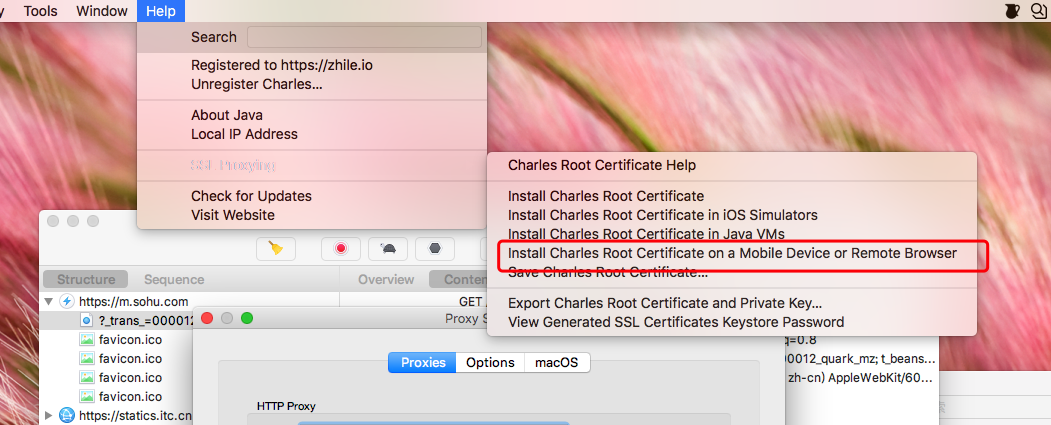 Tools Window Help
Search
Registered to https://zhile.io
Unregister Charles...
About Java
Local IP Address
SSL Proxying
Check for Updates
Visit Website
Charles Root Certificate Help
Install Charles Root Certificate
Install Charles Root Certificate in iOS Simulators
Install Charles Root Certificate in Java VMs
Install Charles Root Certificate on a Mobile Device or Remote Browser
Save Charles Root Certificate...
Export Charles Root Certificate and Private Key...
View Generated SSL Certificates Keystore Password
Structure Sequence Overview Conten
https://m.sohu.com GET
?_trans_=000012 Proxy S
favicon.ico q=0.8
favicon.ico Proxies Options macOS 00012_quark_mz; t_beans...
favicon.ico zh-cn) AppleWebKit/60...
favicon.ico HTTP Proxy
https://statics.itc.cn